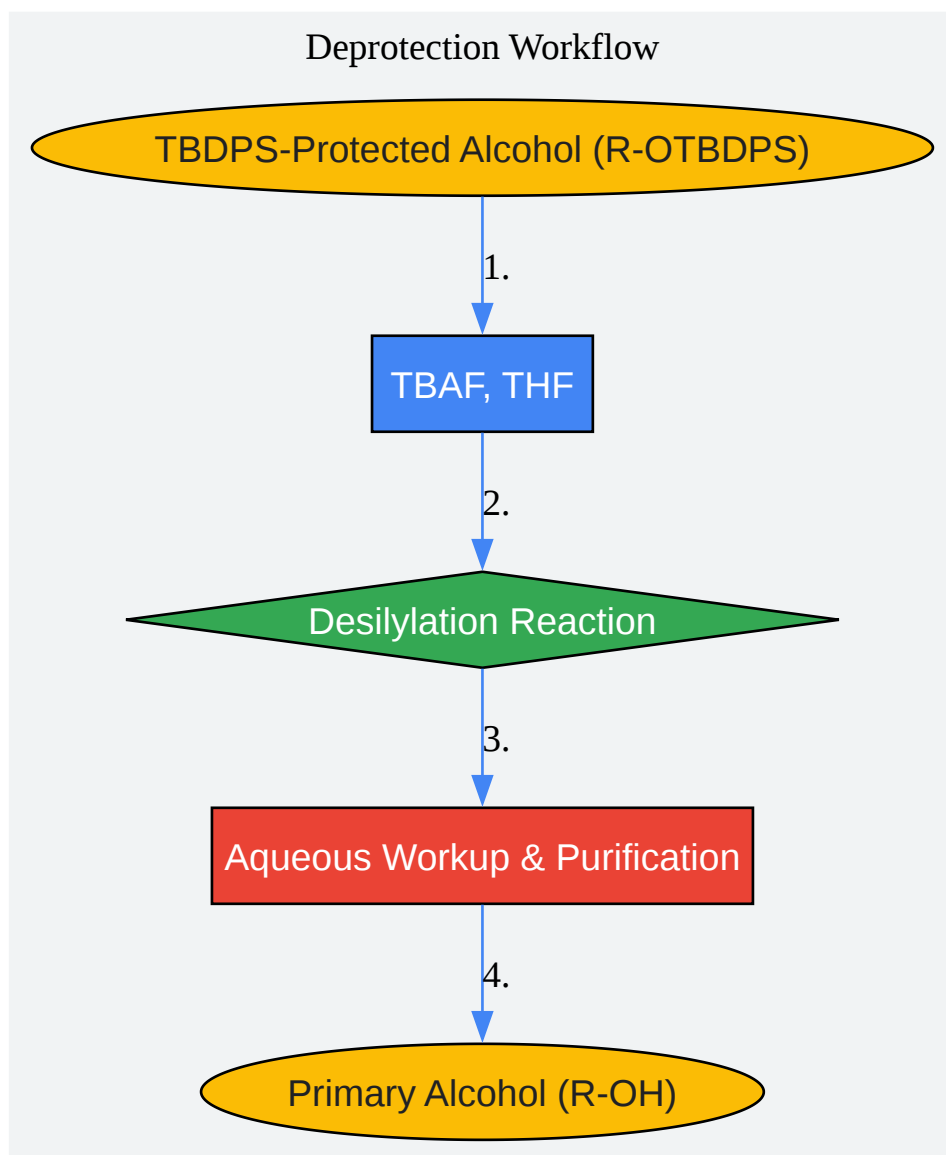 Deprotection Workflow
TBDPS-Protected Alcohol (R-OTBDPS)
1.
TBAF, THF
2.
Desilylation Reaction
3.
Aqueous Workup & Purification
4.
Primary Alcohol (R-OH)